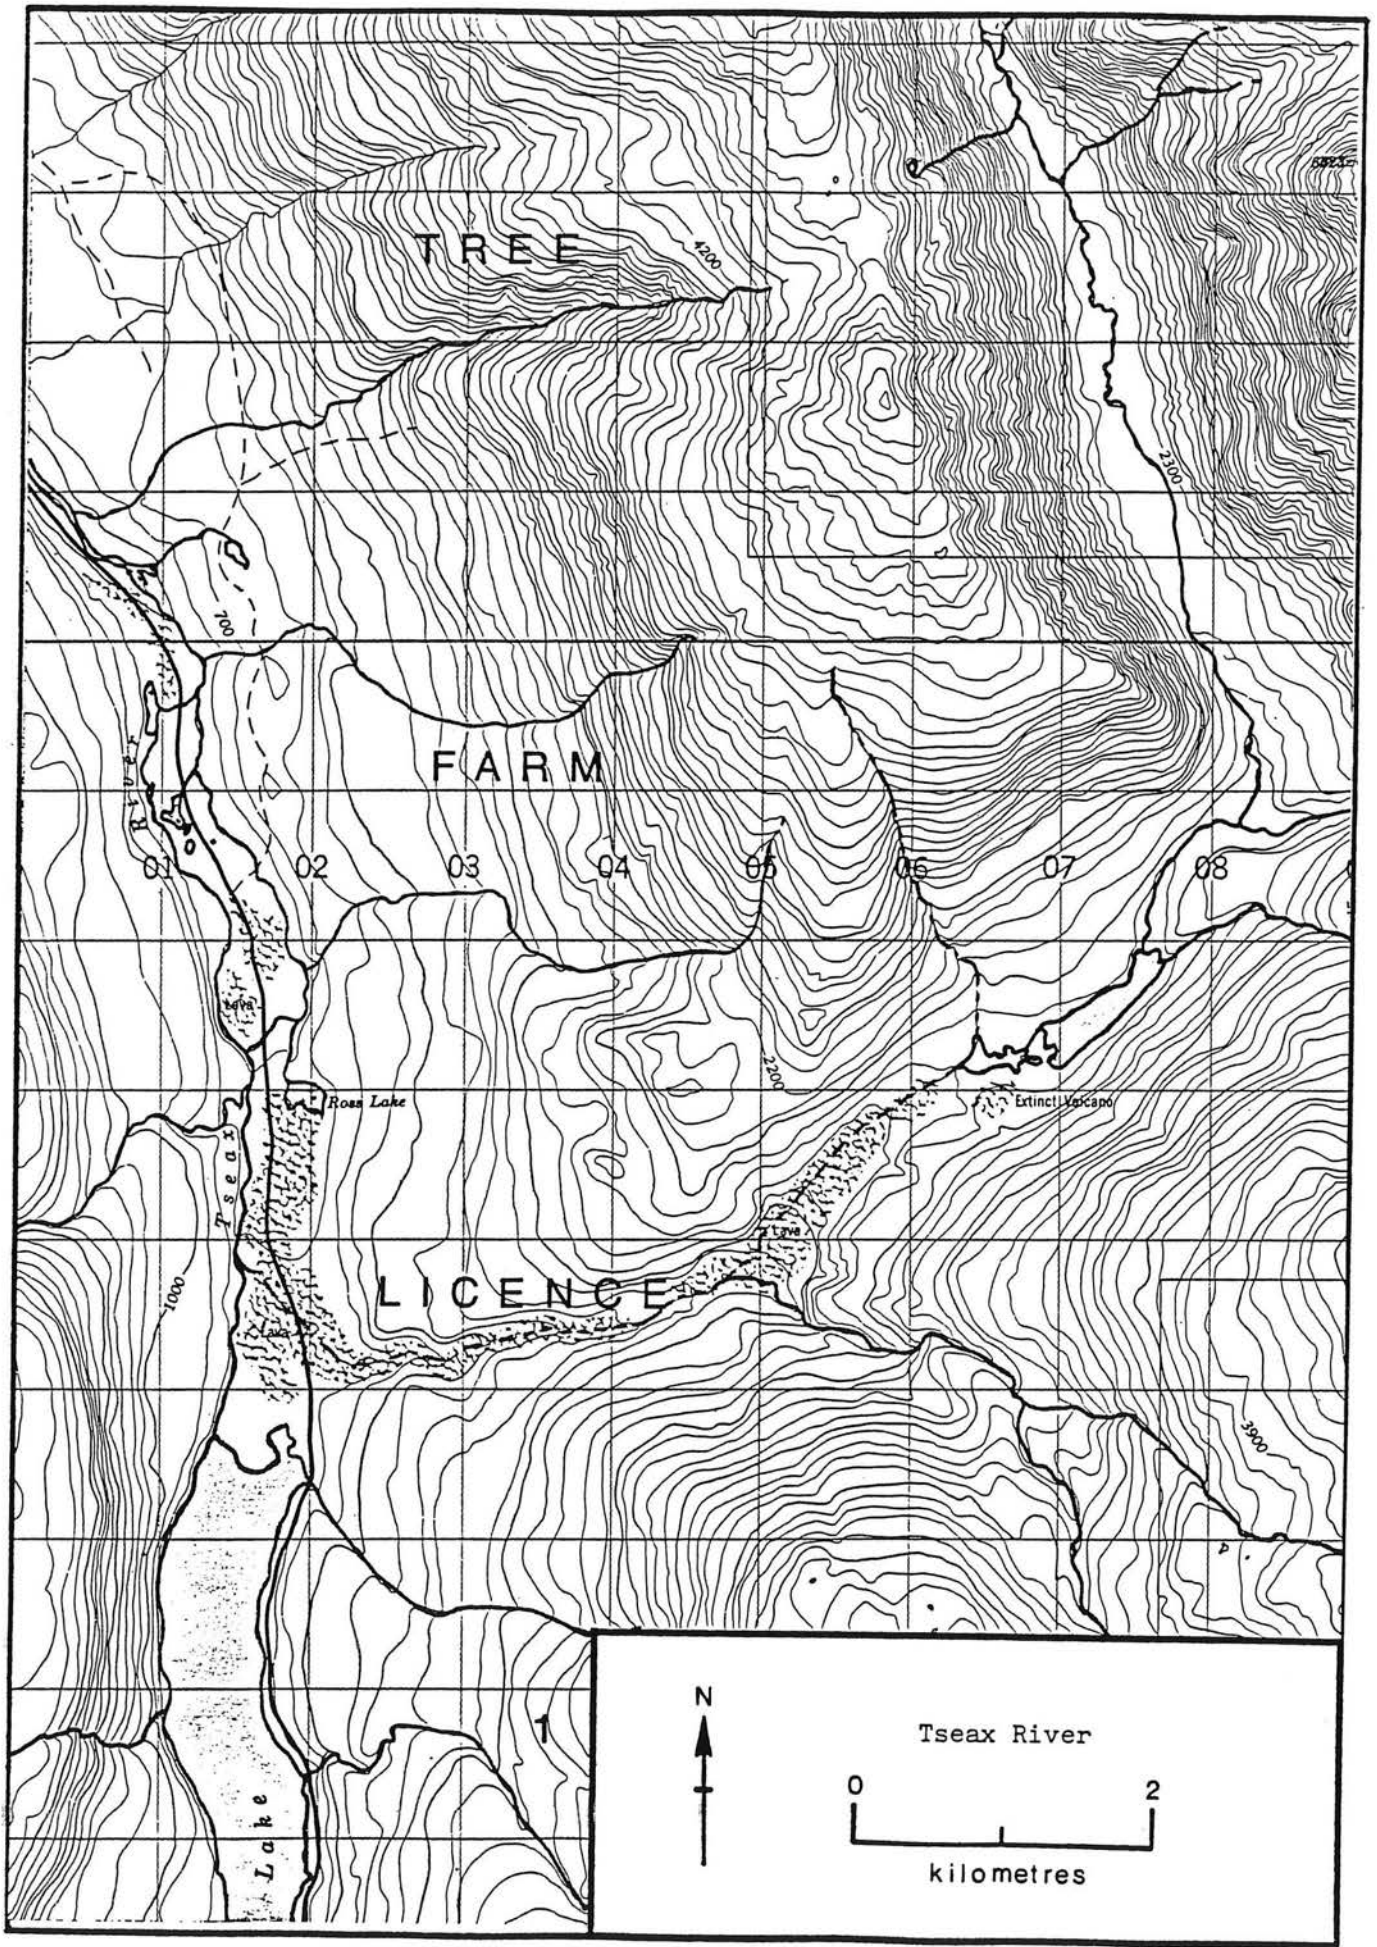 TREE
4200
2300
700
River
FARM
01 02 03 04 05 06 07 08
Lava
2200
Ross Lake
Extinct Volcano
Tseax
Lava
1000
LICENCE
Lava
3900
N
Tseax River
1
0 2
Lake
kilometres